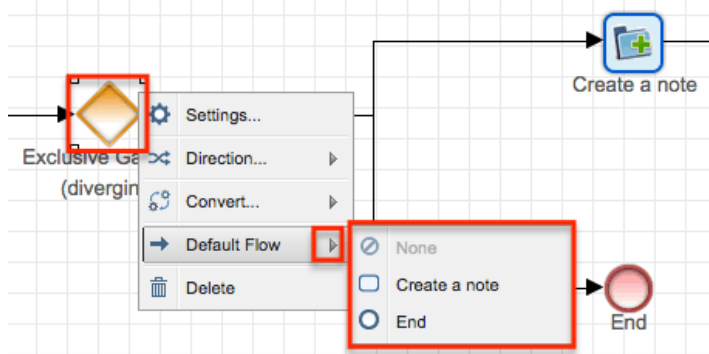 Create a note
Settings...
Exclusive Ga
Direction...
(divergin
Convert...
Default Flow
None
Delete
Create a note
End
End